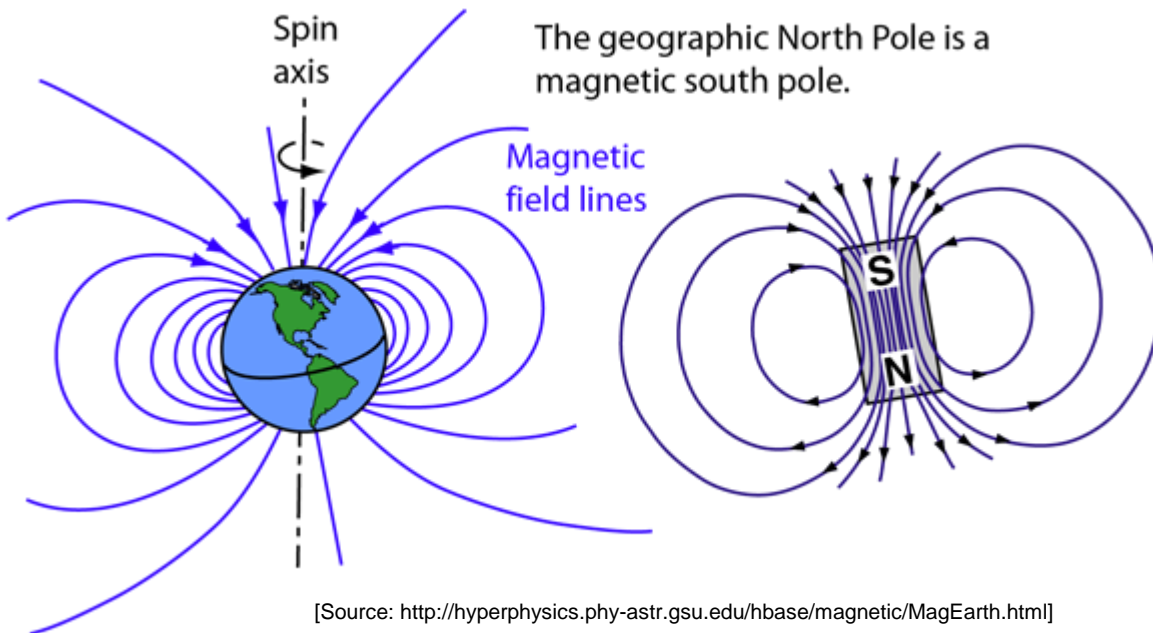 Spin
axis
The geographic North Pole is a
magnetic south pole.
Magnetic
field lines
S
N
[Source: http://hyperphysics.phy-astr.gsu.edu/hbase/magnetic/MagEarth.html]